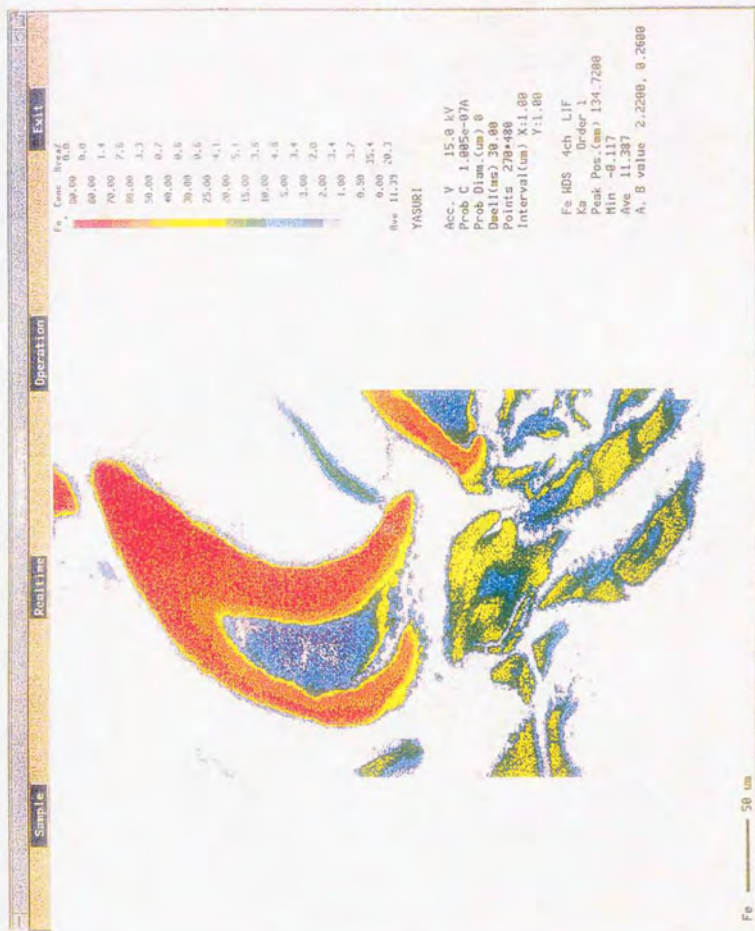 Sample Realtime Operation Exit
Fe, Conc Area%
0.0
90.00 0.0
80.00 1.4
70.00 7.6
60.00 3.3
50.00 0.7
40.00 0.6
30.00 0.6
25.00 4.1
20.00 5.1
15.00 3.6
10.00 4.8
5.00 3.4
3.00 2.0
2.00 3.4
1.00 3.7
0.50 35.4
0.00
Ave 11.39 20.3
YASURI
Acc. V 15.0 kV
Prob C 1.005e-07A
Prob Diam.(um) 0
Dwell(ms) 30.00
Points 270*480
Interval(um) X:1.00
Y:1.00
Fe WDS 4ch LIF
Ka Order 1
Peak Pos.(mm) 134.7200
Min -0.117
Ave 11.387
A, B value 2.2200, 0.2600
Fe 50 um